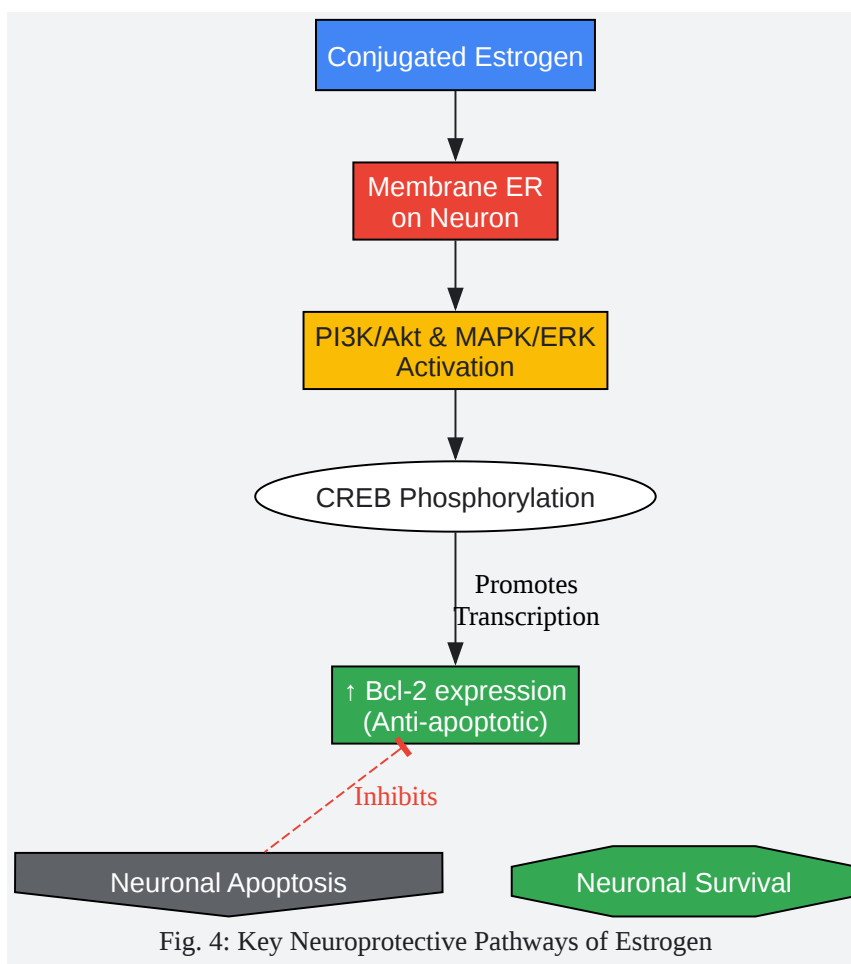 Conjugated Estrogen
Membrane ER
on Neuron
PI3K/Akt & MAPK/ERK
Activation
CREB Phosphorylation
Promotes
Transcription
↑ Bcl-2 expression
(Anti-apoptotic)
Inhibits
Neuronal Apoptosis
Neuronal Survival
Fig. 4: Key Neuroprotective Pathways of Estrogen